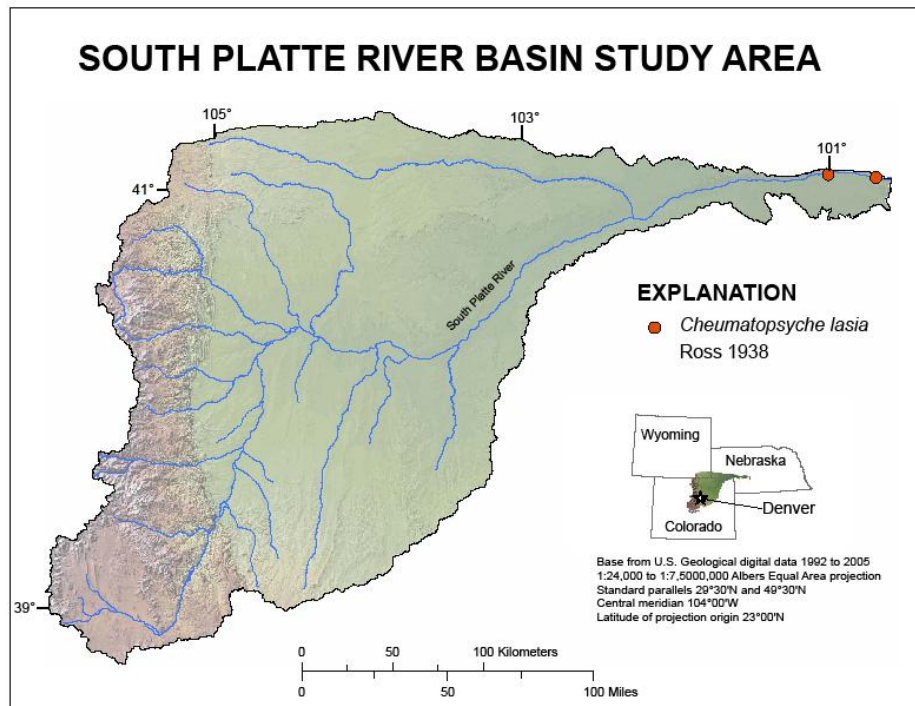 SOUTH PLATTE RIVER BASIN STUDY AREA
105°
103°
101°
41°
South Platte River
EXPLANATION
Cheumatopsyche lasia
Ross 1938
Wyoming
Nebraska
Denver
Colorado
Base from U.S. Geological digital data 1992 to 2005
1:24,000 to 1:7,5000,000 Albers Equal Area projection
Standard parallels 29°30'N and 49°30'N
Central meridian 104°00'W
Latitude of projection origin 23°00'N
39°
0 50 100 Kilometers
0 50 100 Miles